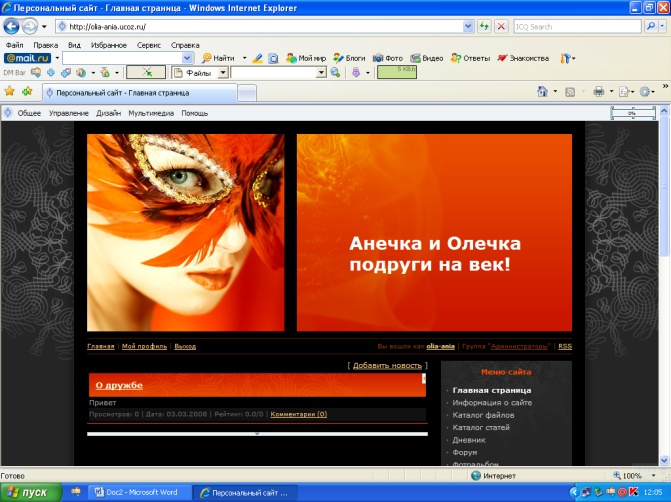 Персональный сайт - Главная страница - Windows Internet Explorer
http://olia-ania.ucoz.ru/
ICQ Search
Файл Правка Вид Избранное Сервис Справка
@mail.ru Найти Мой мир Блоги Фото Видео Ответы Знакомства
DM Bar Файлы 5 КБ/с
Персональный сайт - Главная страница
Общее Управление Дизайн Мультимедиа Помощь 0%
Анечка и Олечка
подруги на век!
Главная | Мой профиль | Выход
Вы вошли как olia-ania | Группа "Администраторы" | RSS
[ Добавить новость ]
О дружбе
Привет
Просмотров: 0 | Дата: 03.03.2008 | Рейтинг: 0.0/0 | Комментарии (0)
Меню сайта
Главная страница
Информация о сайте
Каталог файлов
Каталог статей
Дневник
Форум
Фотоальбом
Готово Интернет 100%
пуск Doc2 - Microsoft Word Персональный сайт ... 12:05